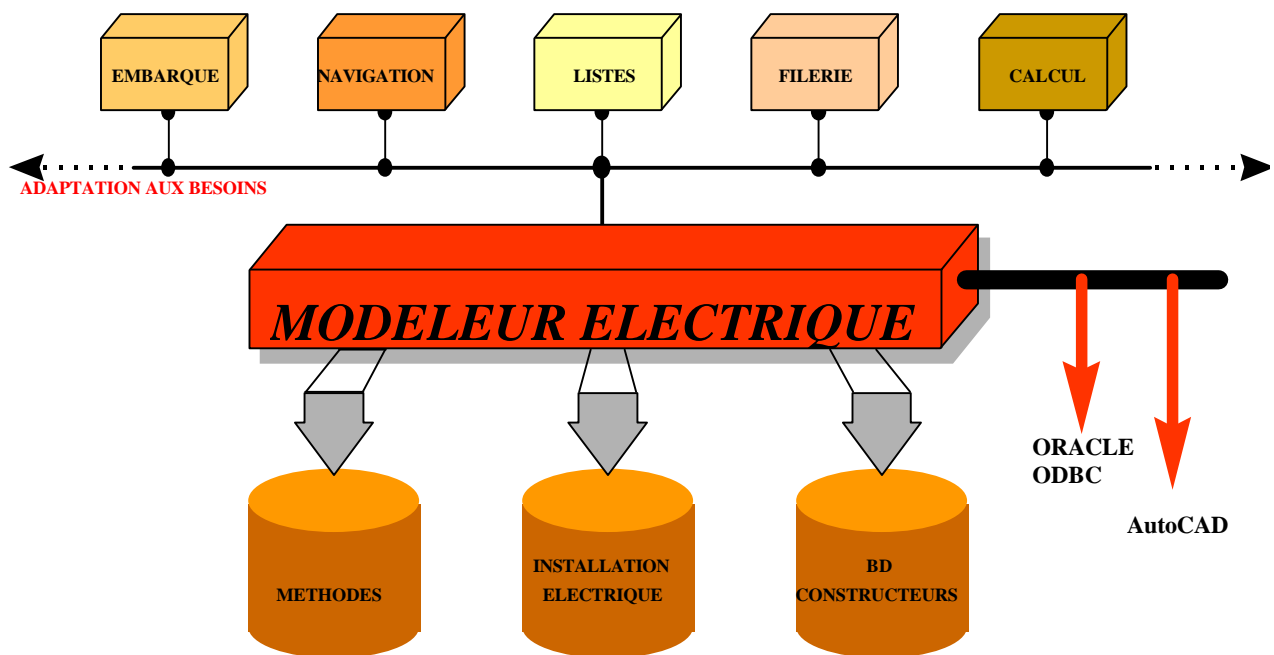 EMBARQUE
NAVIGATION
LISTES
FILERIE
CALCUL
ADAPTATION AUX BESOINS
MODELEUR ELECTRIQUE
ORACLE
ODBC
AutoCAD
METHODES
INSTALLATION
ELECTRIQUE
BD
CONSTRUCTEURS